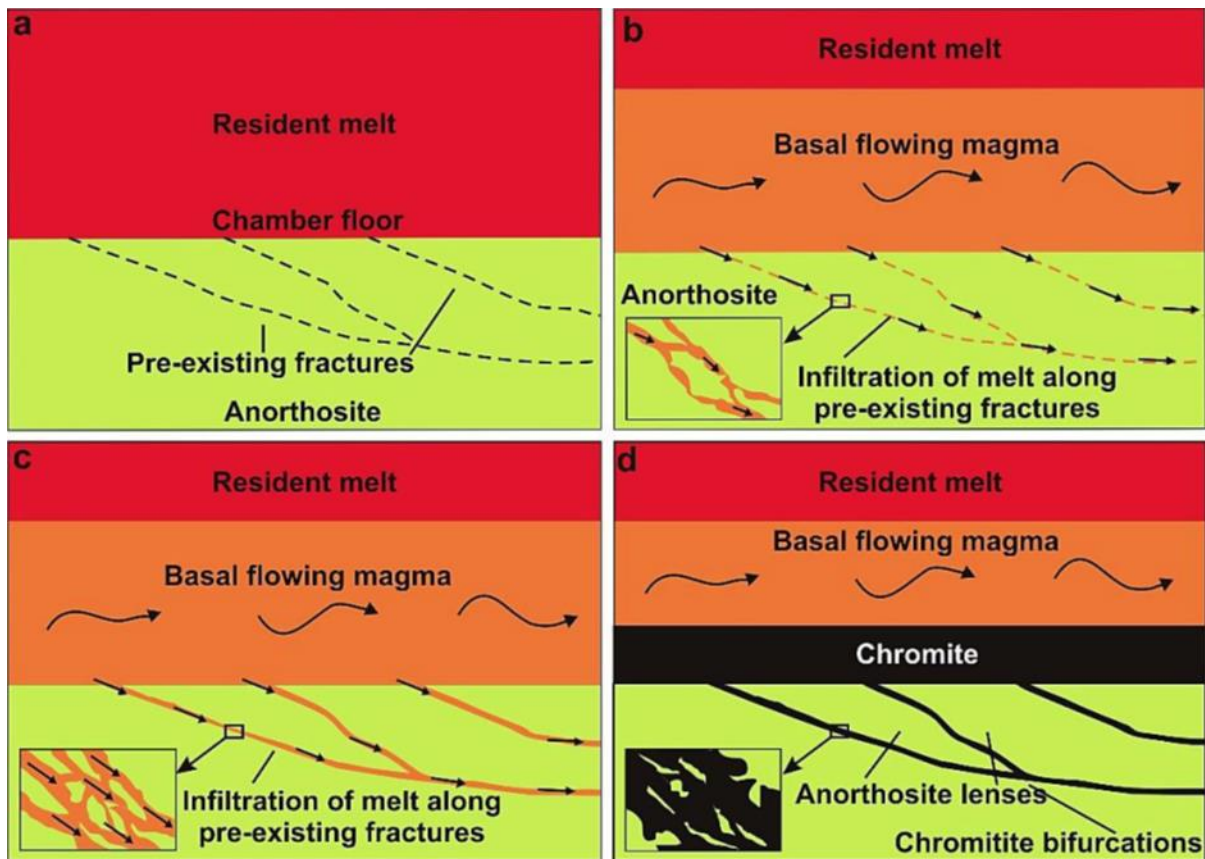 a
Resident melt
Chamber floor
Pre-existing fractures
Anorthosite
b
Resident melt
Basal flowing magma
Anorthosite
Infiltration of melt along
pre-existing fractures
c
Resident melt
Basal flowing magma
Infiltration of melt along
pre-existing fractures
d
Resident melt
Basal flowing magma
Chromite
Anorthosite lenses
Chromitite bifurcations